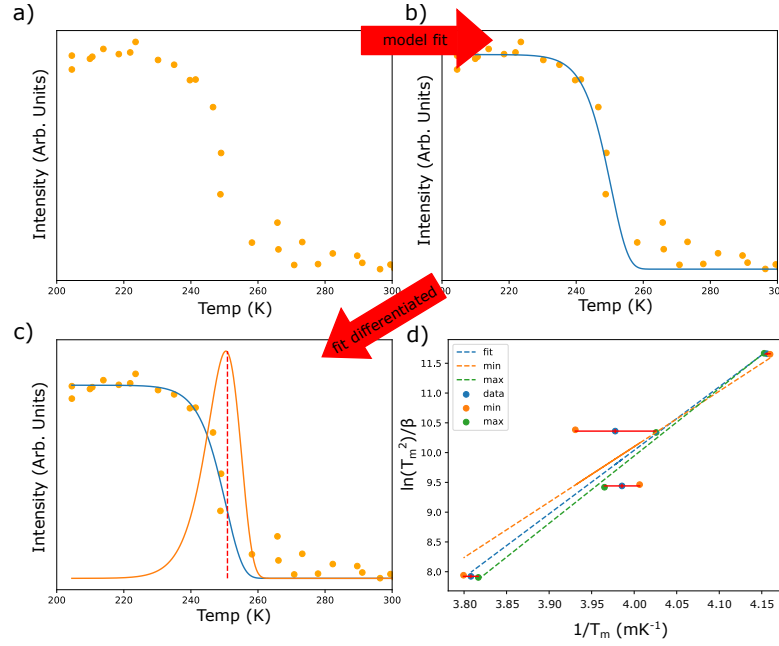 a)
Intensity (Arb. Units)
200 220 240 260 280 300
Temp (K)
model fit
b)
Intensity (Arb. Units)
200 220 240 260 280 300
Temp (K)
fit differentiated
c)
Intensity (Arb. Units)
200 220 240 260 280 300
Temp (K)
d)
fit
min
max
data
min
max
ln(Tₘ²)/β
11.5
11.0
10.5
10.0
9.5
9.0
8.5
8.0
3.80 3.85 3.90 3.95 4.00 4.05 4.10 4.15
1/Tₘ (mK⁻¹)